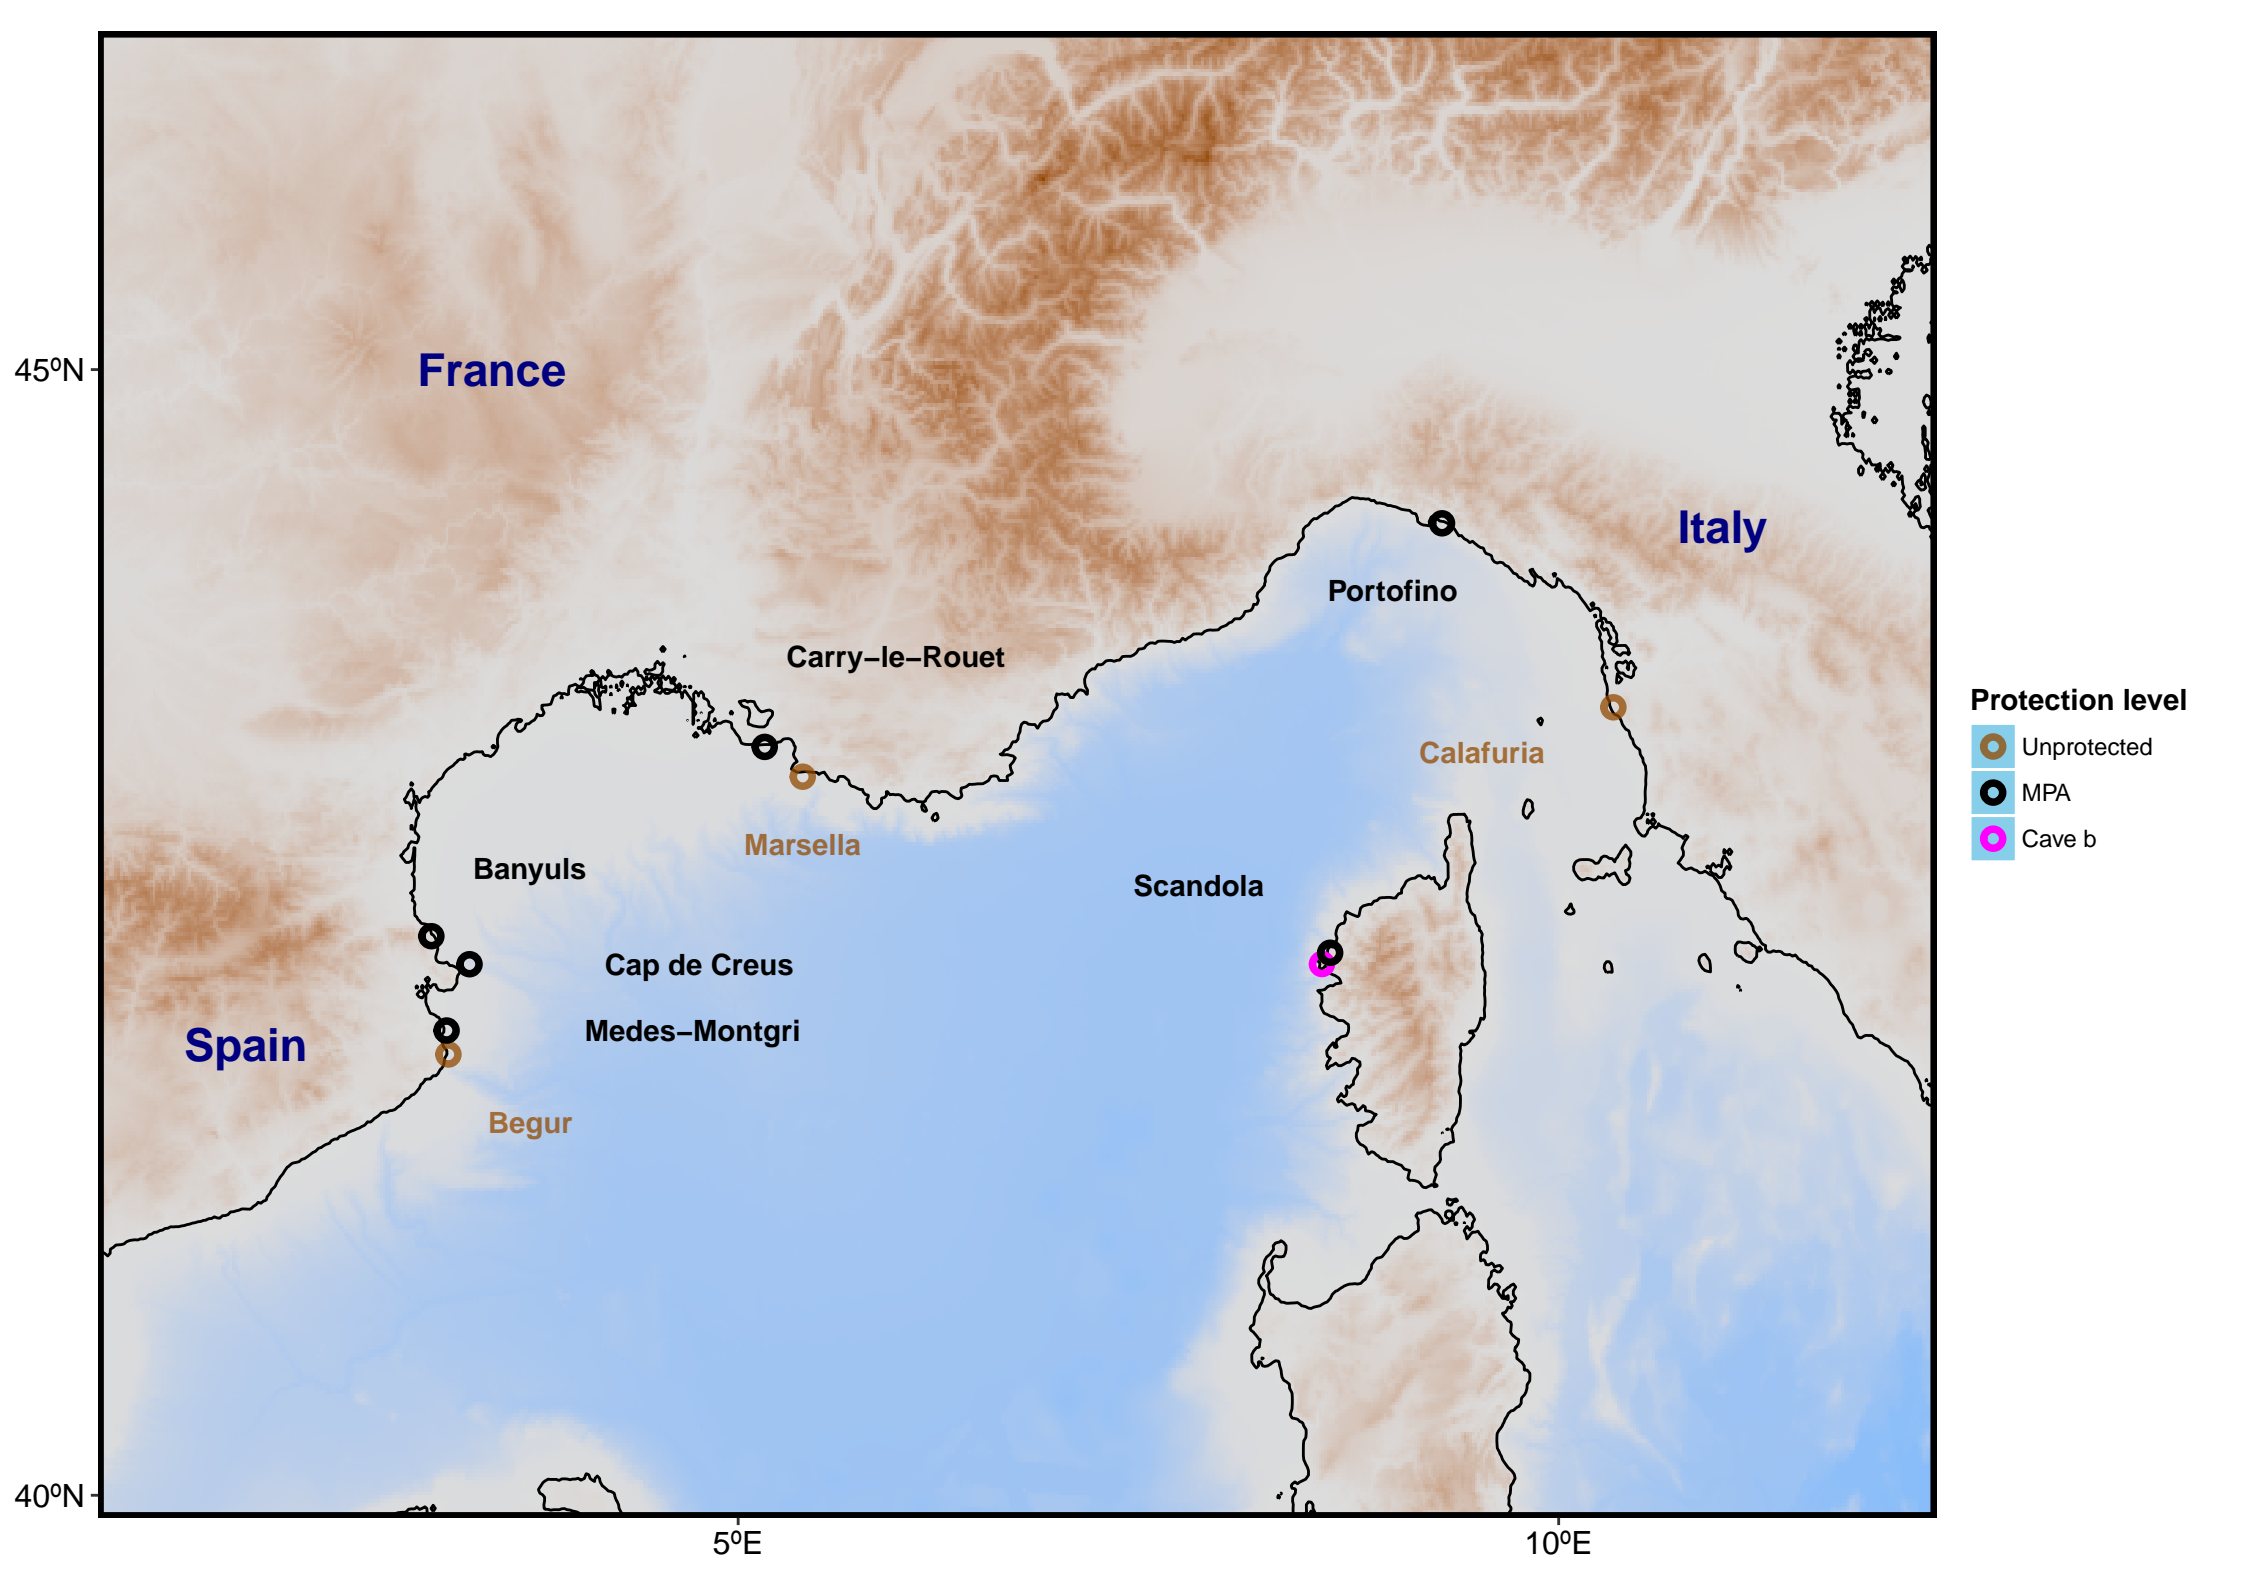 45ºN
France
Italy
Portofino
Carry–le–Rouet
Protection level
Unprotected
MPA
Cave b
Calafuria
Marsella
Banyuls
Scandola
Cap de Creus
Medes–Montgri
Spain
Begur
40ºN
5ºE
10ºE